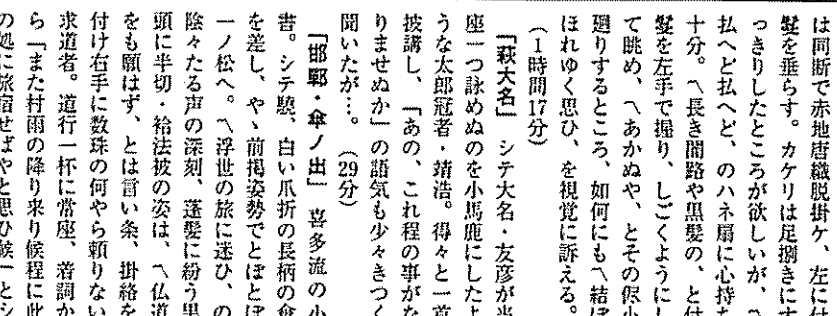 は同断で赤地唐織脱掛ケ、左に付
髪を垂らす。カケリは足捌きにす
っきりしたところが欲しいが、〽
払へど払へど、のハネ扇に心持ち
十分。〽長き闇路や黒髪の、と付
髪を左手で握り、しごくようにし
て眺め、〽あかぬや、とその侭小
廻りするところ、如何にも〽結ぼ
ほれゆく思ひ、を視覚に訴える。
(1時間17分)
「萩大名」 シテ大名・友彦が当
座一つ詠めぬのを小馬鹿にしたよ
うな太郎冠者・靖浩。得々と一首
披講し、「あの、これ程の事がな
りませぬか」の語気も少々きつく
聞いたが…。 (29分)
「邯鄲・傘ノ出」 喜多流の小
書。シテ驍、白い爪折の長柄の傘
を差し、やゝ前掲姿勢でとぼとぼ
一ノ松へ。〽浮世の旅に迷ひ、の
陰々たる声の深刻、蓬髪に紛う黒
頭に半切・袷法被の姿は、〽仏道
をも願はず、とは言い条、掛絡を
付け右手に数珠の何やら頼りない
求道者。道行一杯に常座、着詞か
ら「また村雨の降り来り候程に此
の処に旅宿せばやと思ひ候」とシ